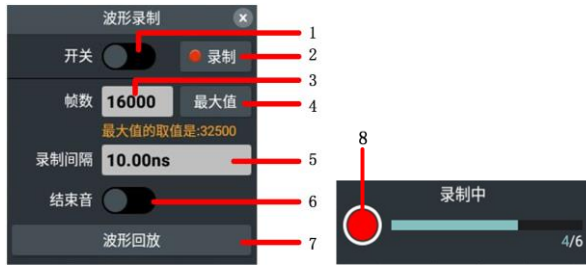 波形录制
开关
录制
1
2
帧数
16000
最大值
3
4
最大值的取值是:32500
录制间隔
10.00ns
5
结束音
6
波形回放
7
8
录制中
4/6